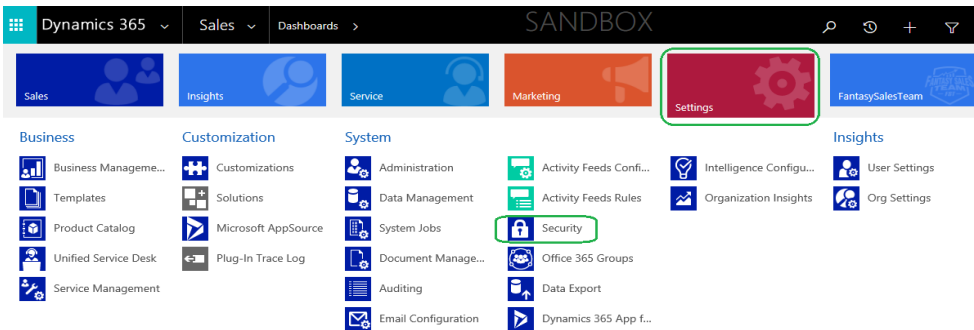 Dynamics 365 Sales Dashboards > SANDBOX
Sales Insights Service Marketing Settings FantasySalesTeam
FANTASY SALES TEAM
Business Customization System Insights
Business Manageme... Customizations Administration Activity Feeds Confi... Intelligence Configu... User Settings
Templates Solutions Data Management Activity Feeds Rules Organization Insights Org Settings
Product Catalog Microsoft AppSource System Jobs Security
Unified Service Desk Plug-In Trace Log Document Manage... Office 365 Groups
Service Management Auditing Data Export
Email Configuration Dynamics 365 App f...